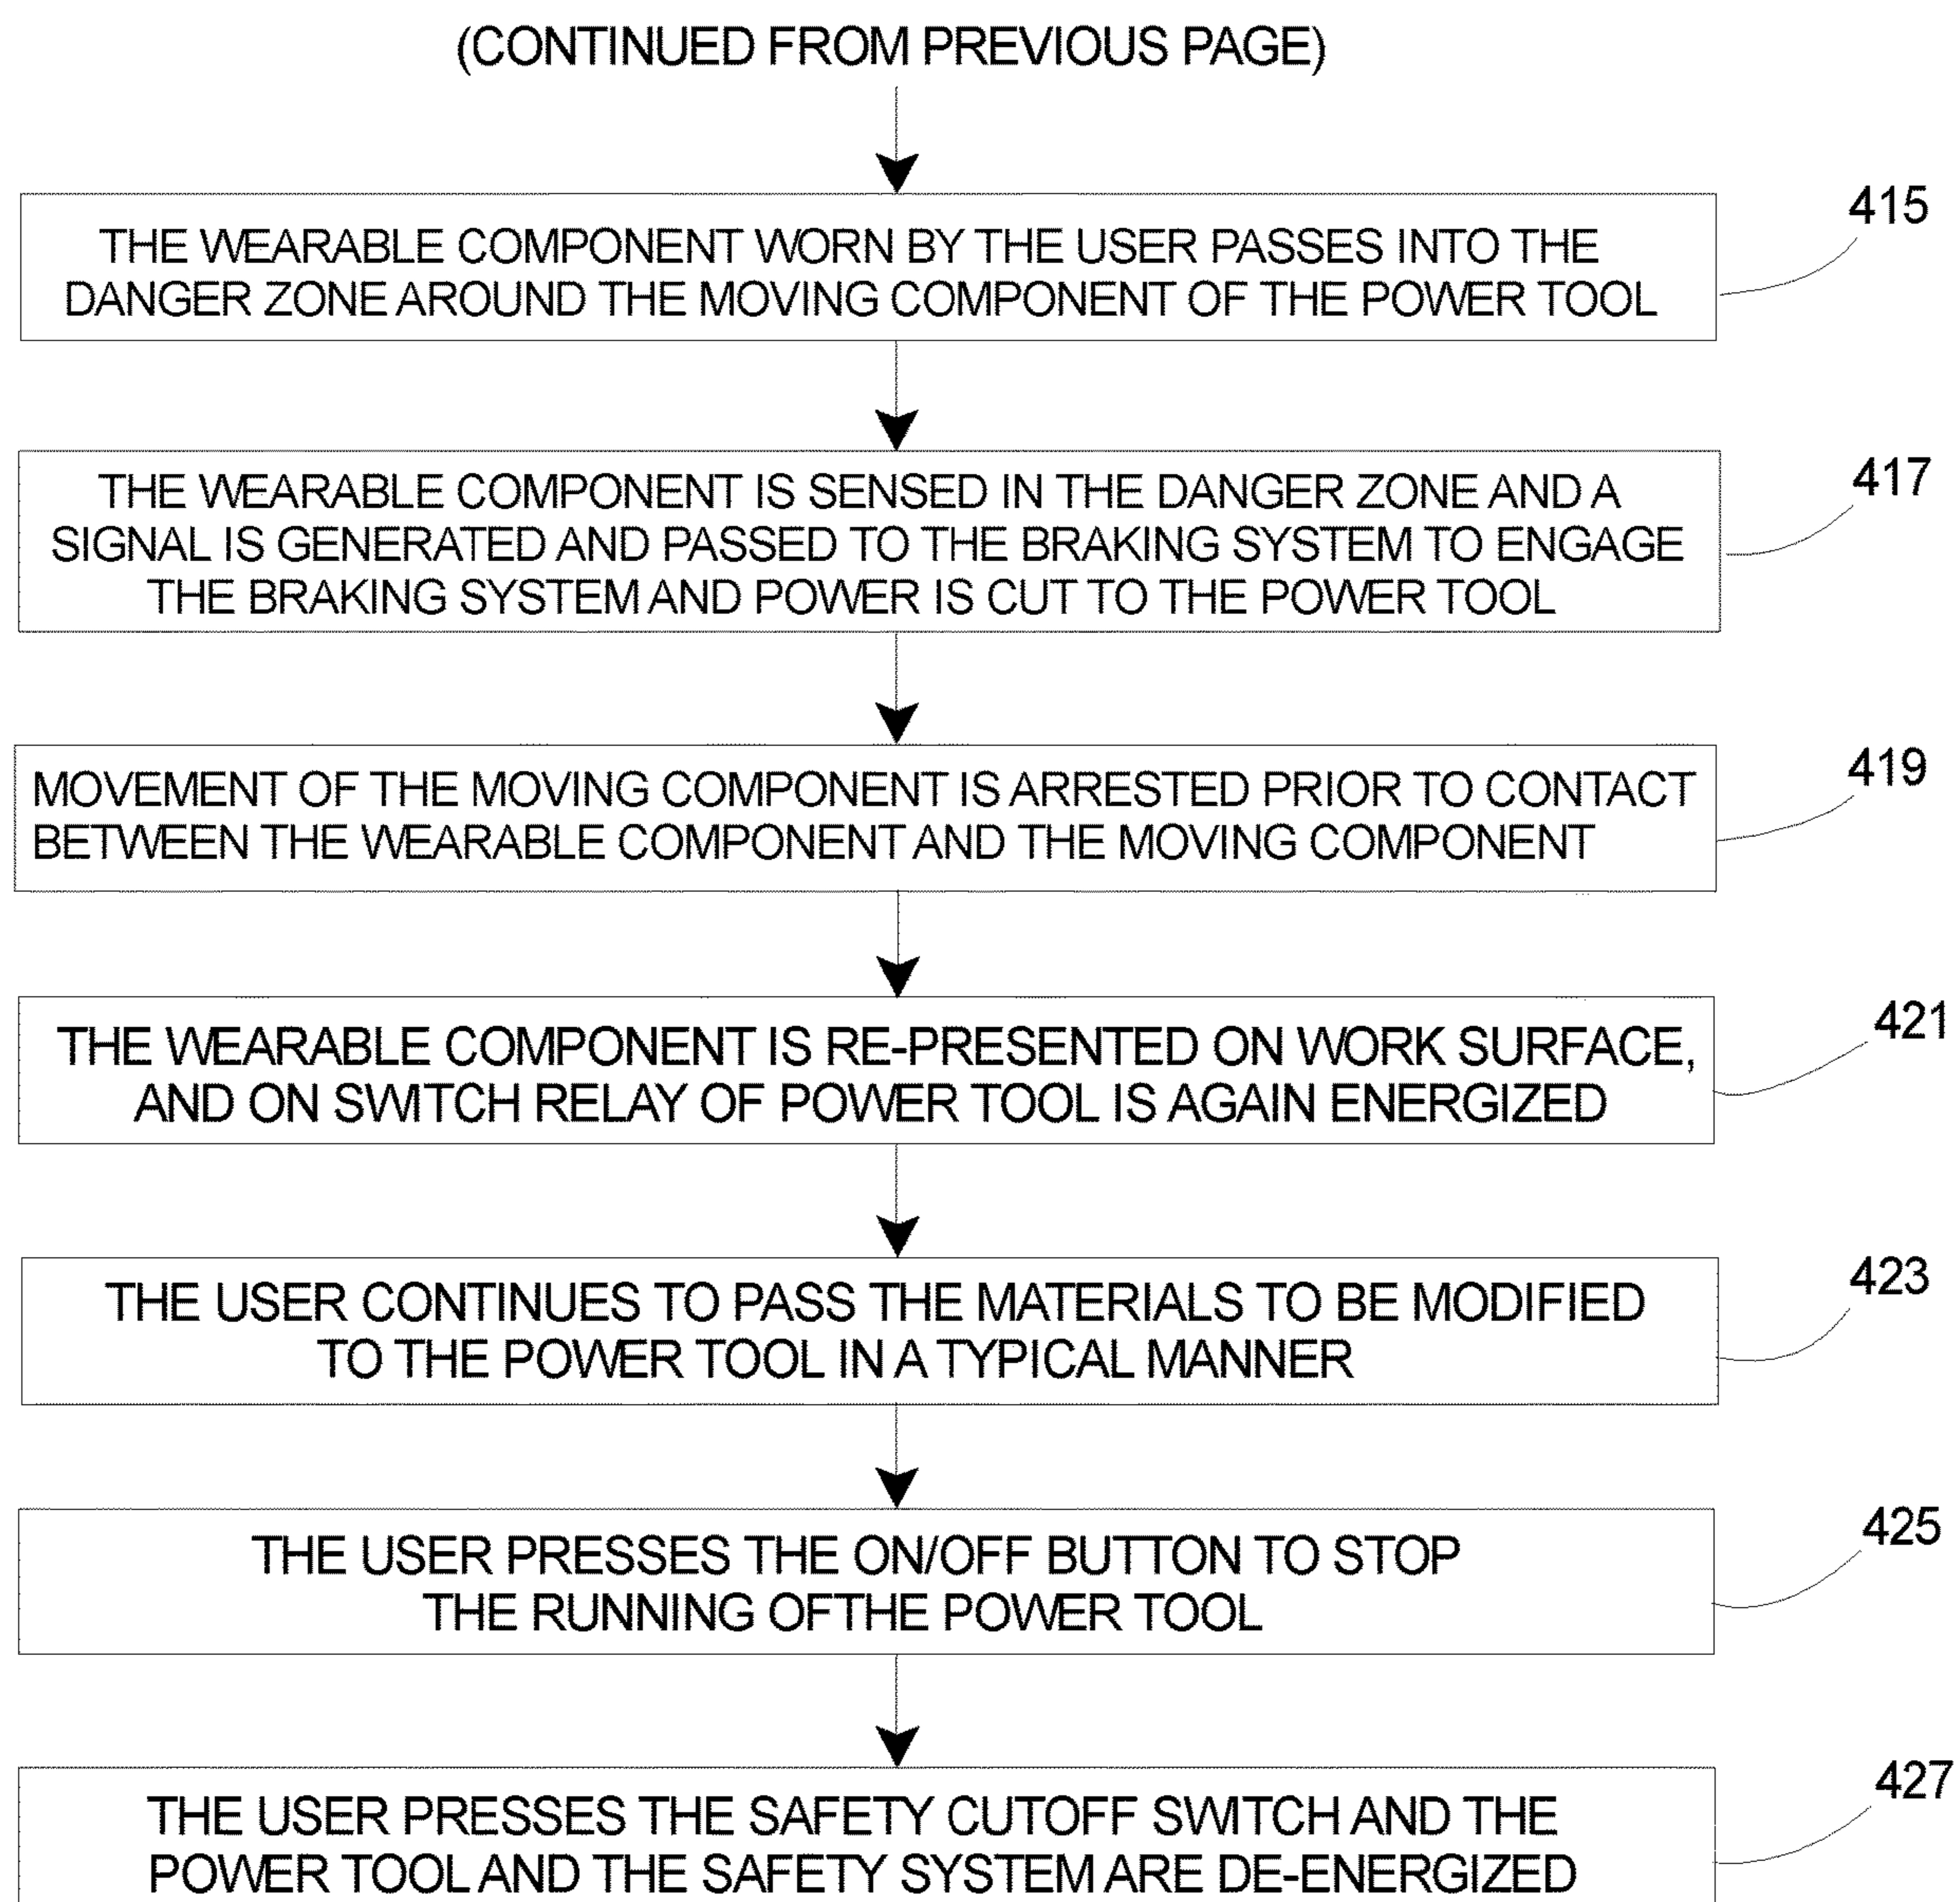 (CONTINUED FROM PREVIOUS PAGE)
THE WEARABLE COMPONENT WORN BY THE USER PASSES INTO THE
DANGER ZONE AROUND THE MOVING COMPONENT OF THE POWER TOOL
415
THE WEARABLE COMPONENT IS SENSED IN THE DANGER ZONE AND A
SIGNAL IS GENERATED AND PASSED TO THE BRAKING SYSTEM TO ENGAGE
THE BRAKING SYSTEM AND POWER IS CUT TO THE POWER TOOL
417
MOVEMENT OF THE MOVING COMPONENT IS ARRESTED PRIOR TO CONTACT
BETWEEN THE WEARABLE COMPONENT AND THE MOVING COMPONENT
419
THE WEARABLE COMPONENT IS RE-PRESENTED ON WORK SURFACE,
AND ON SWITCH RELAY OF POWER TOOL IS AGAIN ENERGIZED
421
THE USER CONTINUES TO PASS THE MATERIALS TO BE MODIFIED
TO THE POWER TOOL IN A TYPICAL MANNER
423
THE USER PRESSES THE ON/OFF BUTTON TO STOP
THE RUNNING OFTHE POWER TOOL
425
THE USER PRESSES THE SAFETY CUTOFF SWITCH AND THE
POWER TOOL AND THE SAFETY SYSTEM ARE DE-ENERGIZED
427